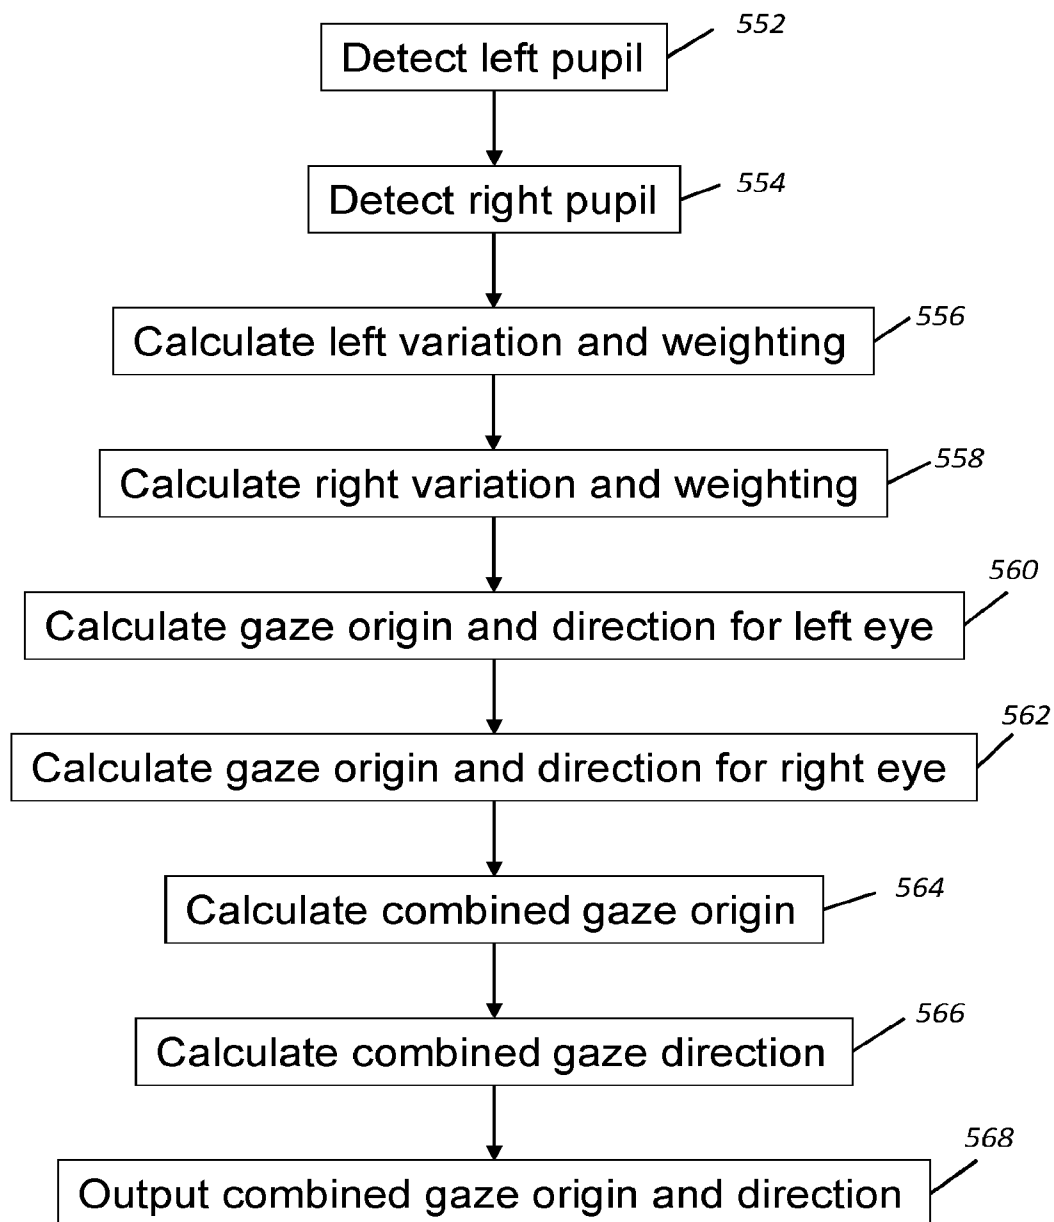 552
Detect left pupil
554
Detect right pupil
556
Calculate left variation and weighting
558
Calculate right variation and weighting
560
Calculate gaze origin and direction for left eye
562
Calculate gaze origin and direction for right eye
564
Calculate combined gaze origin
566
Calculate combined gaze direction
568
Output combined gaze origin and direction